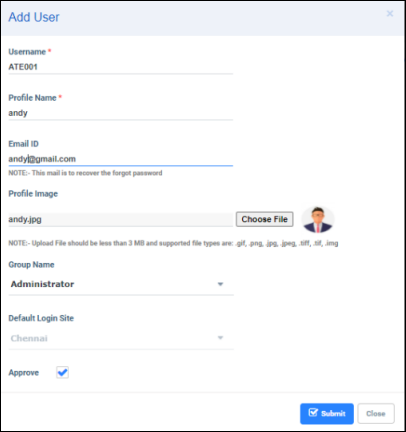 Add User
×
Username *
ATE001
Profile Name *
andy
Email ID
andy@gmail.com
NOTE:- This mail is to recover the forgot password
Profile Image
andy.jpg
Choose File
NOTE:- Upload File should be less than 3 MB and supported file types are: .gif, .png, .jpg, .jpeg, .tiff, .tif, .img
Group Name
Administrator
Default Login Site
Chennai
Approve
Submit
Close